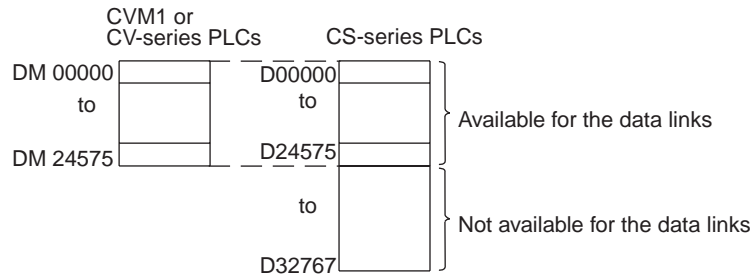 CVM1 or
CV-series PLCs
CS-series PLCs
DM 00000
D00000
to
to
Available for the data links
DM 24575
D24575
to
Not available for the data links
D32767